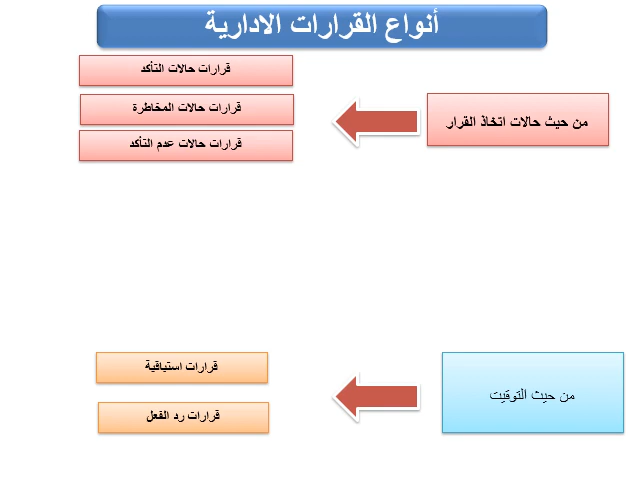 أنواع القرارات الادارية
من حيث حالات اتخاذ القرار
قرارات حالات التأكد
قرارات حالات المخاطرة
قرارات حالات عدم التأكد
من حيث التوقيت
قرارات استباقية
قرارات رد الفعل